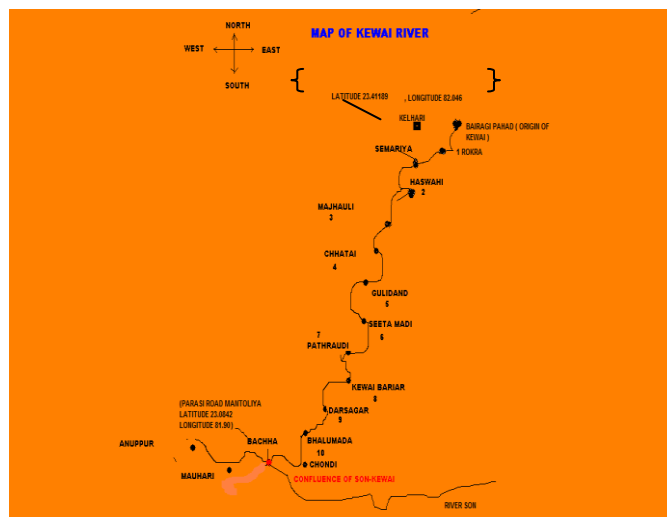 NORTH
MAP OF KEWAI RIVER
WEST
EAST
SOUTH
LATITUDE 23.41189 , LONGITUDE 82.046
KELHARI
BAIRAGI PAHAD ( ORIGIN OF
KEWAI )
SEMARIYA
1 ROKRA
HASWAHI
2
MAJHAULI
3
CHHATAI
4
GULIDAND
5
SEETA MADI
6
7
PATHRAUDI
KEWAI BARIAR
8
(PARASI ROAD MANTOLIYA
LATITUDE 23.0842
LONGITUDE 81.90)
DARSAGAR
9
ANUPPUR
BACHHA
BHALUMADA
10
CHONDI
MAUHARI
CONFLUENCE OF SON-KEWAI
RIVER SON